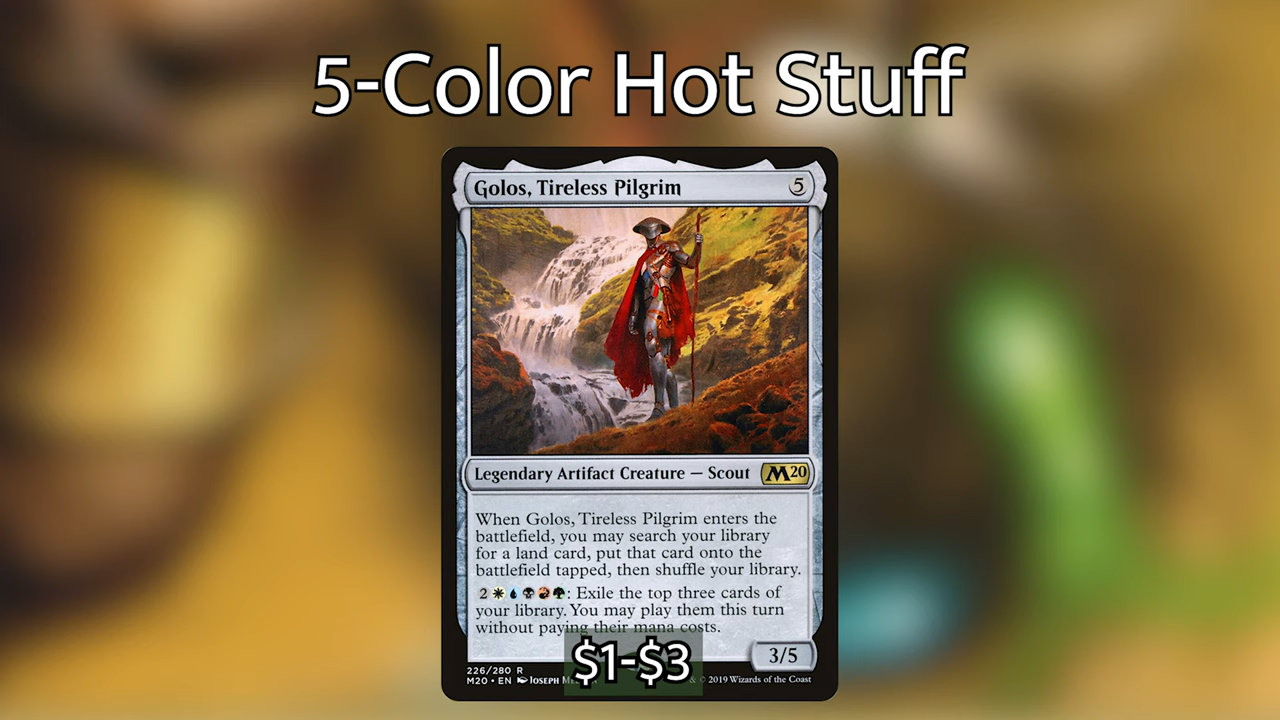 5-Color Hot Stuff
Golos, Tireless Pilgrim 5
Legendary Artifact Creature — Scout M20
When Golos, Tireless Pilgrim enters the
battlefield, you may search your library
for a land card, put that card onto the
battlefield tapped, then shuffle your library.
2 : Exile the top three cards of
your library. You may play them this turn
without paying their mana costs.
$1-$3
3/5
226/280 R
M20 • EN Joseph & © 2019 Wizards of the Coast